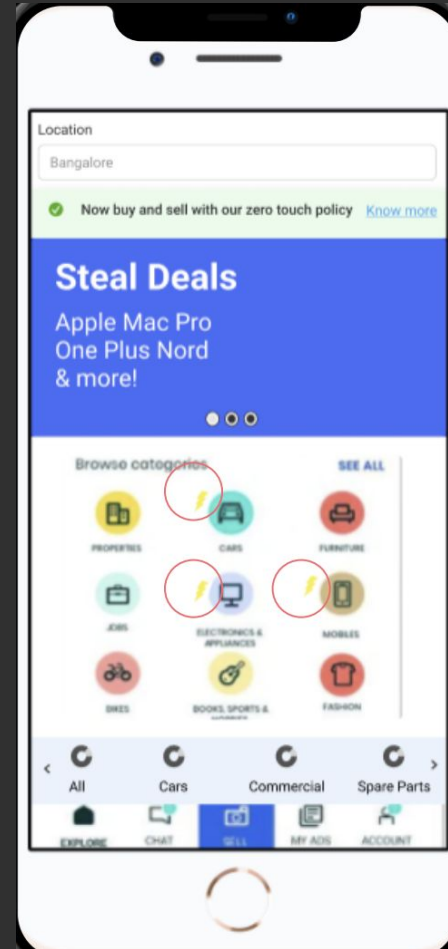 Location
Bangalore
Now buy and sell with our zero touch policy Know more
Steal Deals
Apple Mac Pro
One Plus Nord
& more!
Browse categories SEE ALL
PROPERTIES CARS FURNITURE
JOBS ELECTRONICS & APPLIANCES MOBILES
BIKES BOOKS, SPORTS & FASHION
All Cars Commercial Spare Parts
EXPLORE CHAT SELL MY ADS ACCOUNT